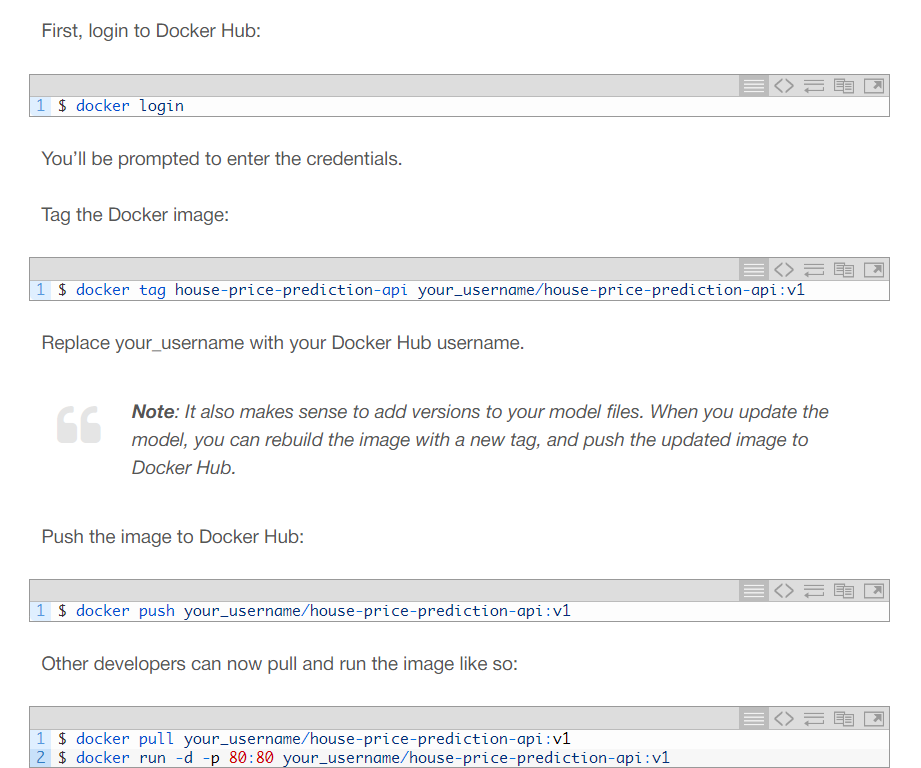 First, login to Docker Hub:
1 $ docker login
You’ll be prompted to enter the credentials.
Tag the Docker image:
1 $ docker tag house-price-prediction-api your_username/house-price-prediction-api:v1
Replace your_username with your Docker Hub username.
Note: It also makes sense to add versions to your model files. When you update the
model, you can rebuild the image with a new tag, and push the updated image to
Docker Hub.
Push the image to Docker Hub:
1 $ docker push your_username/house-price-prediction-api:v1
Other developers can now pull and run the image like so:
1 $ docker pull your_username/house-price-prediction-api:v1
2 $ docker run -d -p 80:80 your_username/house-price-prediction-api:v1